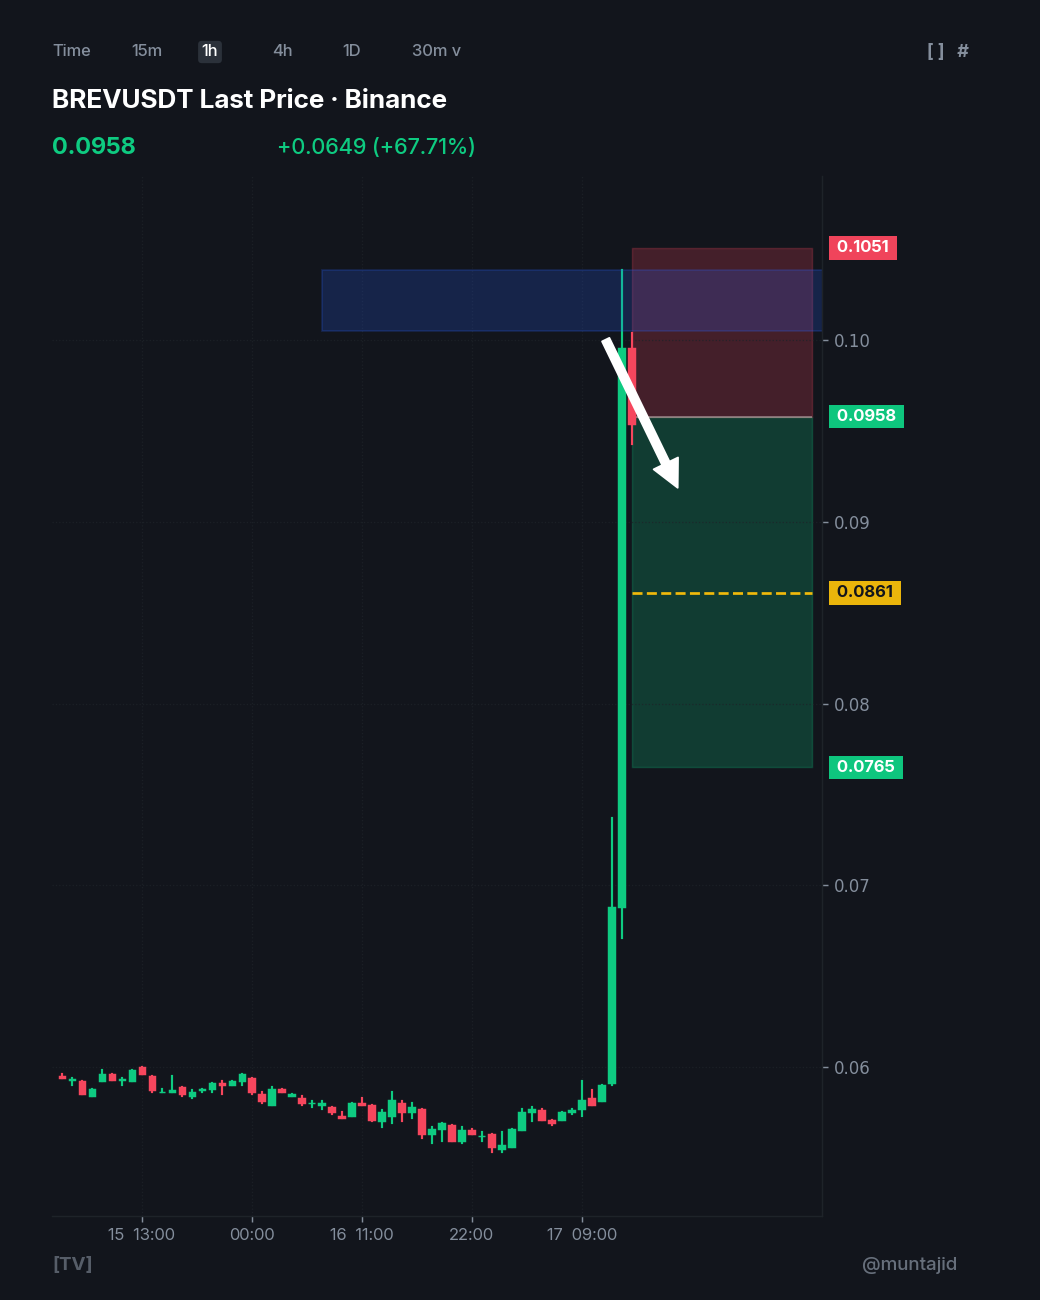 Time 15m 1h 4h 1D 30m v [ ] #
BREVUSDT Last Price · Binance
0.0958 +0.0649 (+67.71%)
0.1051
0.10
0.0958
0.09
0.0861
0.08
0.0765
0.07
0.06
15 13:00 00:00 16 11:00 22:00 17 09:00
[TV] @muntajid